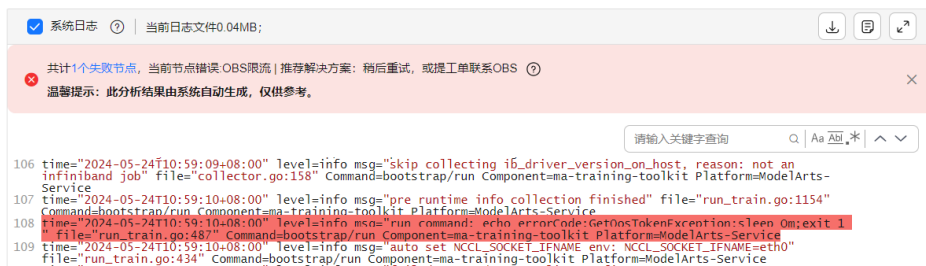 系统日志 ? 当前日志文件0.04MB；
共计1个失败节点，当前节点错误:OBS限流 | 推荐解决方案：稍后重试，或提工单联系OBS ?
温馨提示：此分析结果由系统自动生成，仅供参考。
请输入关键字查询 Aa Abl .*
106 time="2024-05-24T10:59:09+08:00" level=info msg="skip collecting ib_driver_version_on_host, reason: not an
infiniband job" file="collector.go:158" Command=bootstrap/run Component=ma-training-toolkit Platform=ModelArts-
Service
107 time="2024-05-24T10:59:10+08:00" level=info msg="pre runtime info collection finished" file="run_train.go:1154"
Command=bootstrap/run Component=ma-training-toolkit Platform=ModelArts-Service
108 time="2024-05-24T10:59:10+08:00" level=info msg="run command: echo errorCode:GetObsTokenException;sleep 0m;exit 1
" file="run_train.go:487" Command=bootstrap/run Component=ma-training-toolkit Platform=ModelArts-Service
109 time="2024-05-24T10:59:10+08:00" level=info msg="auto set NCCL_SOCKET_IFNAME env: NCCL_SOCKET_IFNAME=eth0"
file="run_train.go:434" Command=bootstrap/run Component=ma-training-toolkit Platform=ModelArts-Service